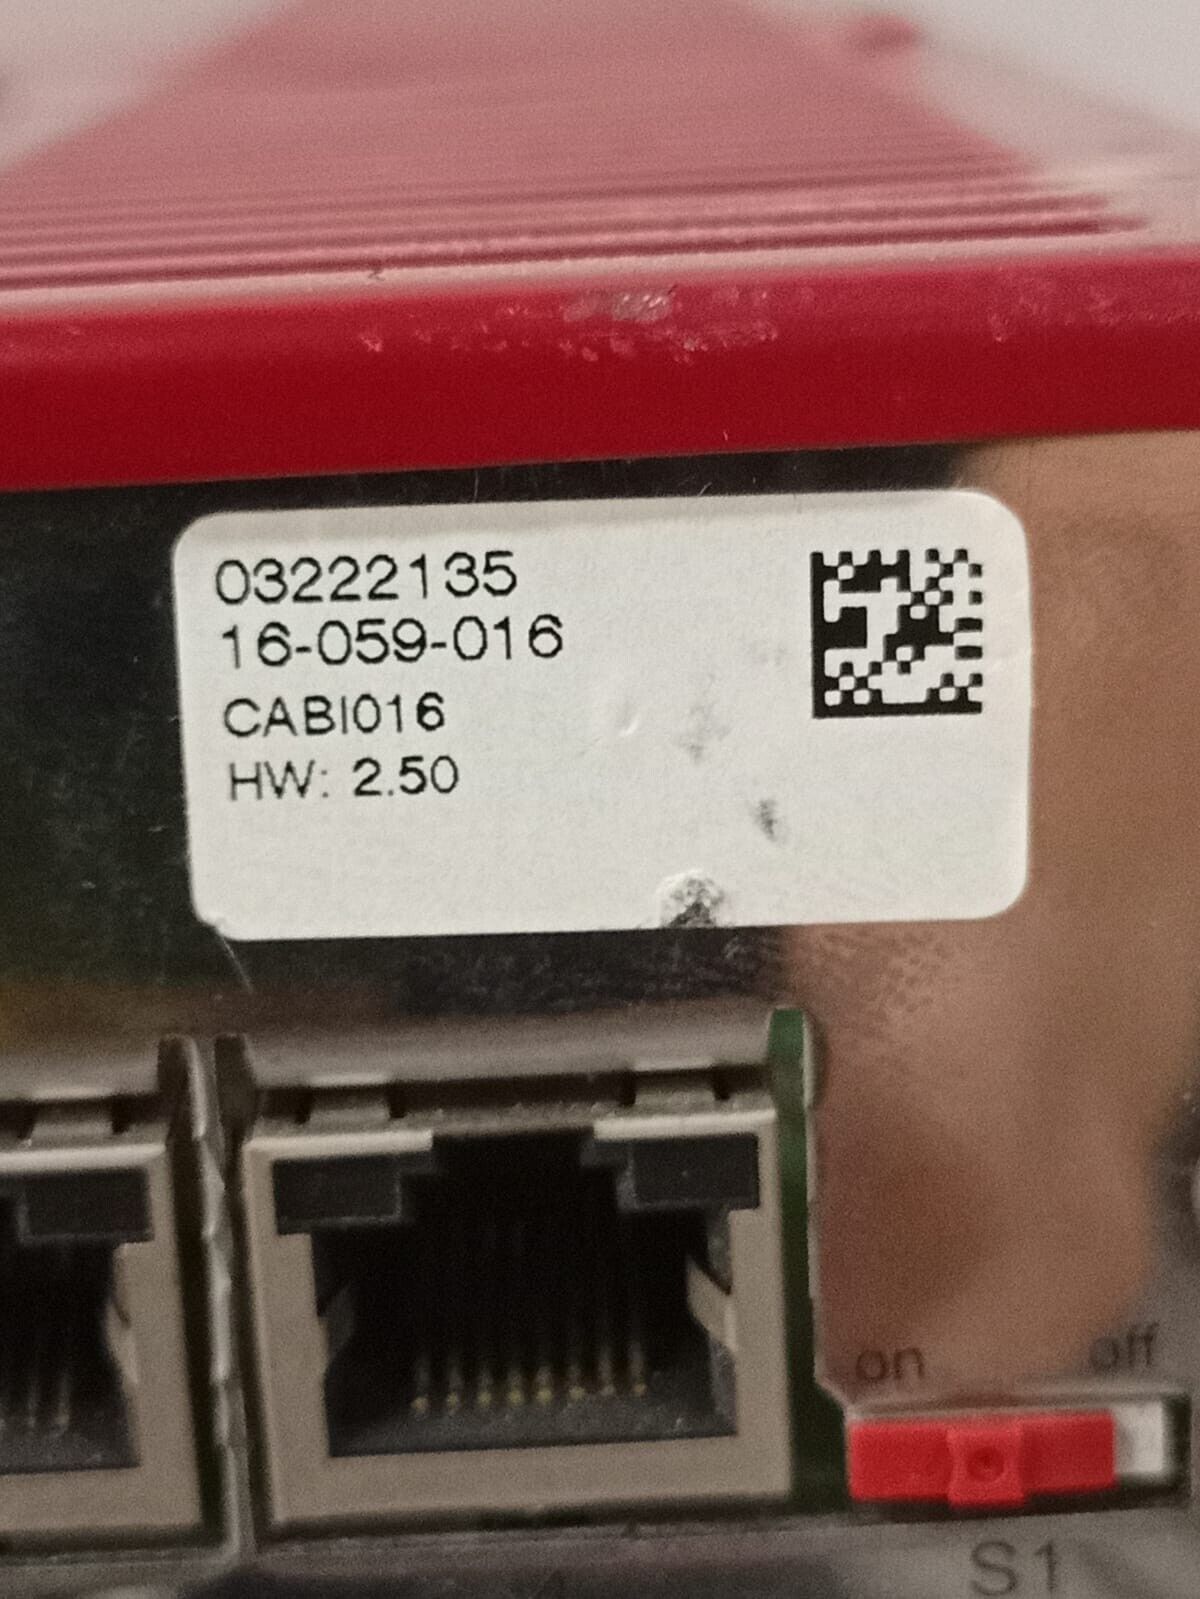 03222135
16-059-016
CABI016
HW: 2.50
on off
S1